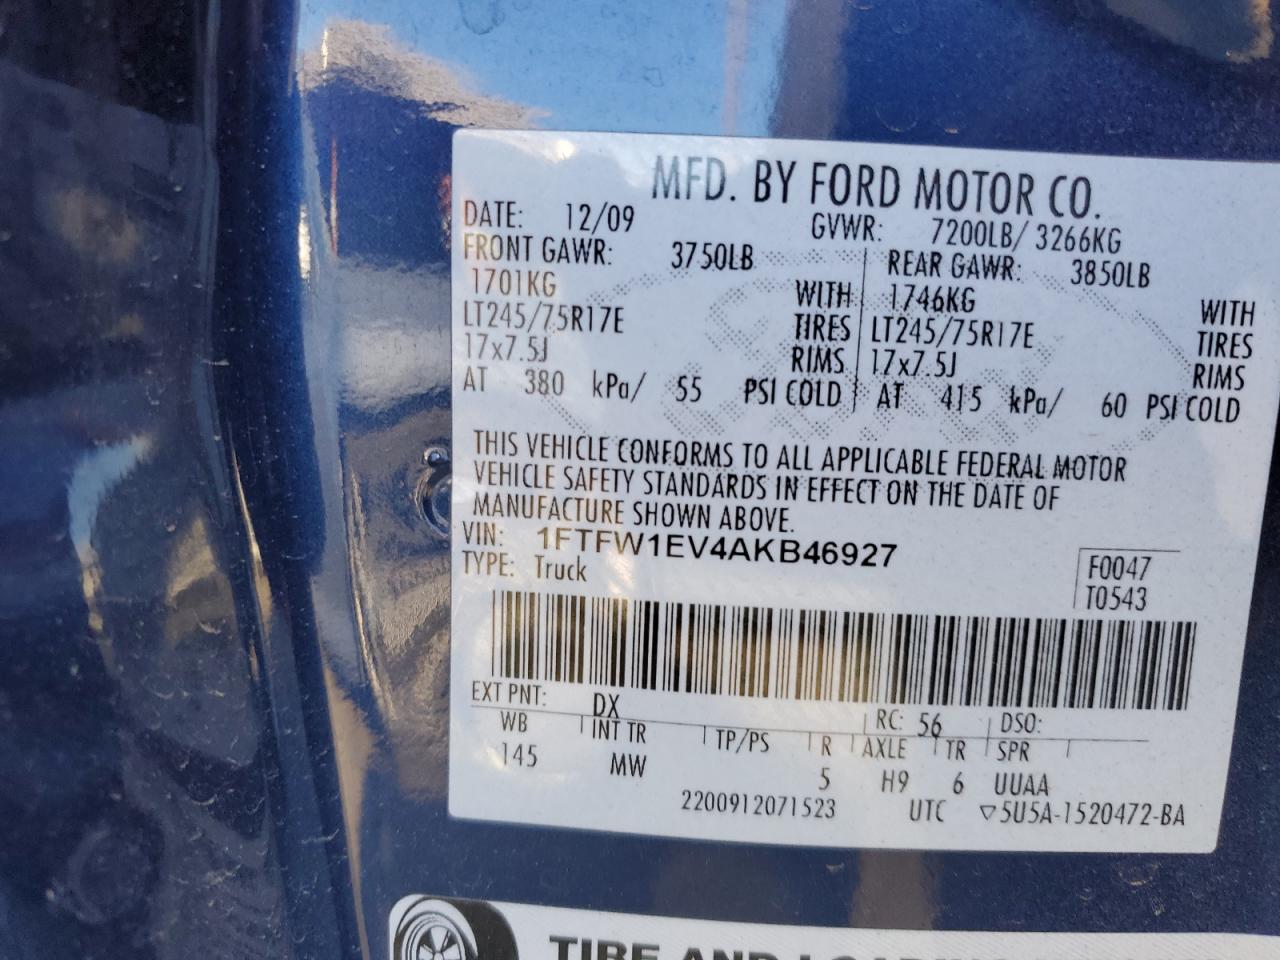 MFD. BY FORD MOTOR CO.
DATE: 12/09 GVWR: 7200LB/ 3266KG
FRONT GAWR: 3750LB REAR GAWR: 3850LB
1701KG WITH 1746KG WITH
LT245/75R17E TIRES LT245/75R17E TIRES
17x7.5J RIMS 17x7.5J RIMS
AT 380 kPa/ 55 PSI COLD AT 415 kPa/ 60 PSI COLD
THIS VEHICLE CONFORMS TO ALL APPLICABLE FEDERAL MOTOR
VEHICLE SAFETY STANDARDS IN EFFECT ON THE DATE OF
MANUFACTURE SHOWN ABOVE.
VIN: 1FTFW1EV4AKB46927
TYPE: Truck
F0047
T0543
EXT PNT: DX RC: 56 DSO:
WB INT TR TP/PS R AXLE TR SPR
145 MW 5 H9 6 UUAA
2200912071523 UTC ▽5U5A-1520472-BA
TIRE AND LOADING